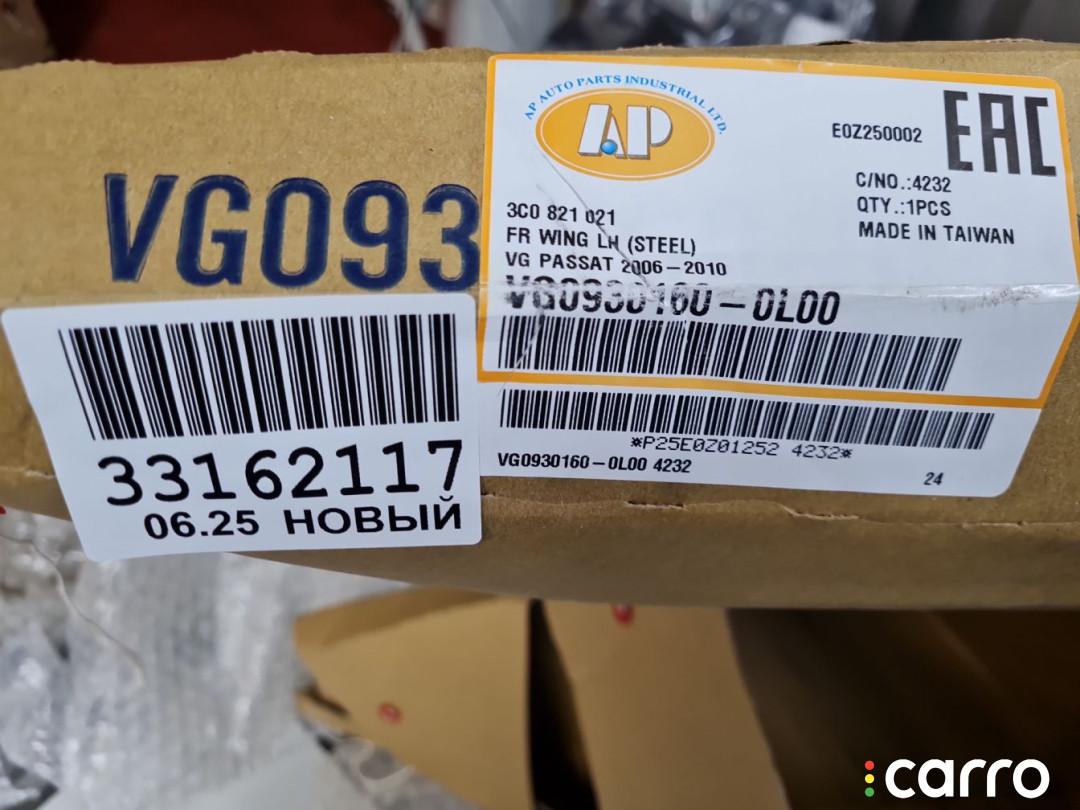 VG093
AP AUTO PARTS INDUSTRIAL LTD.
AP
E0Z250002
EAC
C/NO.:4232
QTY.:1PCS
MADE IN TAIWAN
3C0 821 021
FR WING LH (STEEL)
VG PASSAT 2006-2010
VG0930160-0L00
*P25E0Z01252 4232*
VG0930160-0L00 4232
24
33162117
06.25 НОВЫЙ
carro